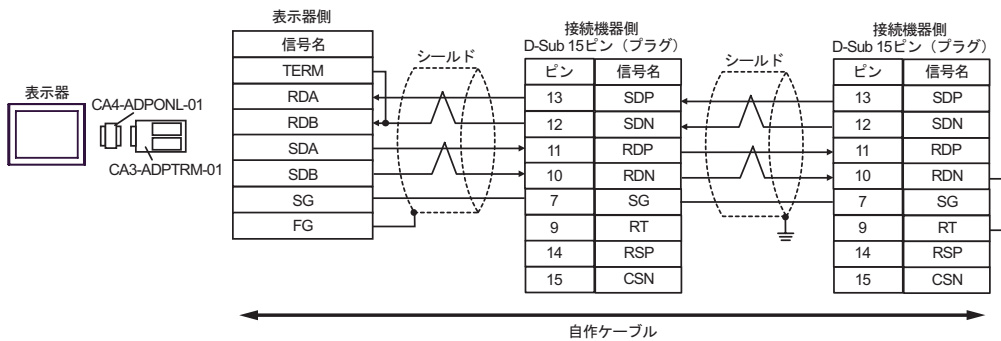 表示器
CA4-ADPONL-01
CA3-ADPTRM-01
表示器側
信号名
TERM
RDA
RDB
SDA
SDB
SG
FG
シールド
接続機器側
D-Sub 15ピン（プラグ）
ピン 信号名
13 SDP
12 SDN
11 RDP
10 RDN
7 SG
9 RT
14 RSP
15 CSN
シールド
接続機器側
D-Sub 15ピン（プラグ）
ピン 信号名
13 SDP
12 SDN
11 RDP
10 RDN
7 SG
9 RT
14 RSP
15 CSN
自作ケーブル